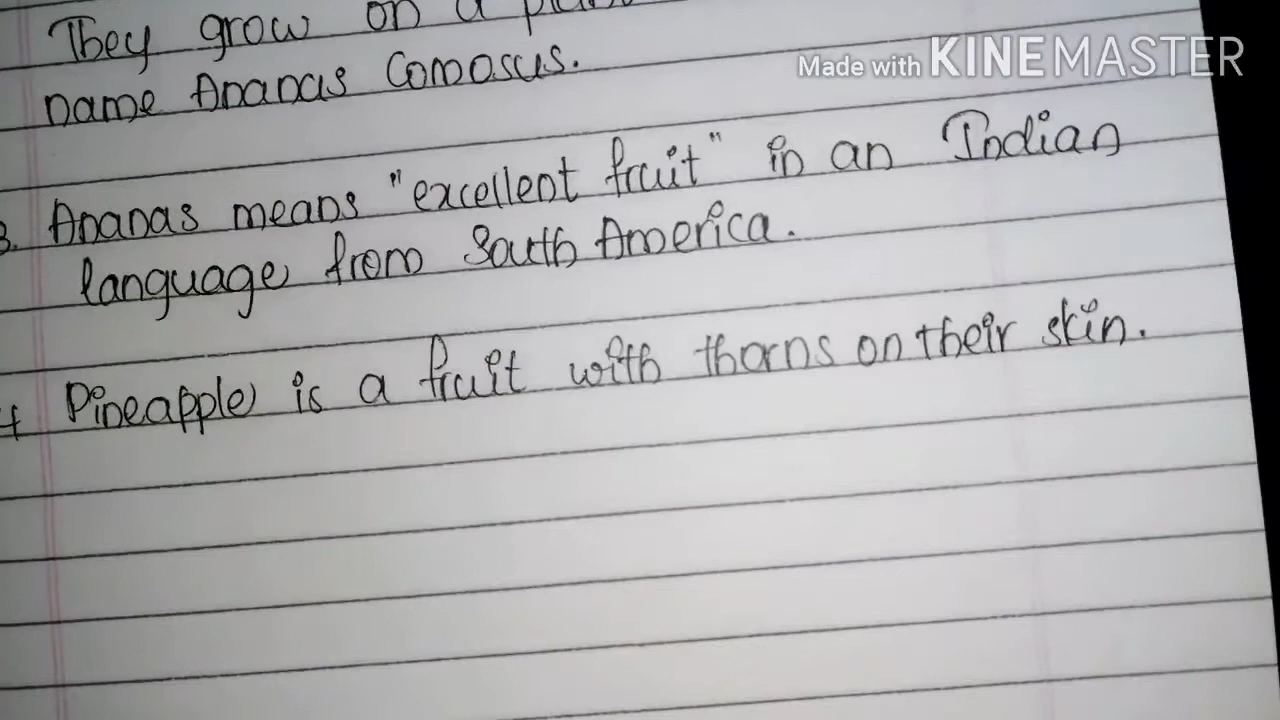 They grow on a
Made with KINEMASTER
name Ananas Comosus.
3. Ananas means "excellent fruit" in an Indian
language from South America.
4 Pineapple is a fruit with thorns on their skin.